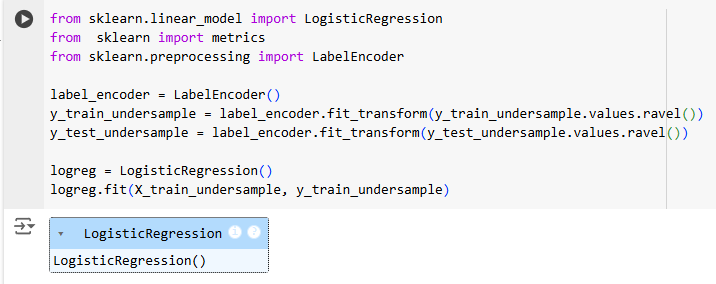 from sklearn.linear_model import LogisticRegression
from  sklearn import metrics
from sklearn.preprocessing import LabelEncoder
label_encoder = LabelEncoder()
y_train_undersample = label_encoder.fit_transform(y_train_undersample.values.ravel())
y_test_undersample = label_encoder.fit_transform(y_test_undersample.values.ravel())
logreg = LogisticRegression()
logreg.fit(X_train_undersample, y_train_undersample)
LogisticRegression i ?
LogisticRegression()